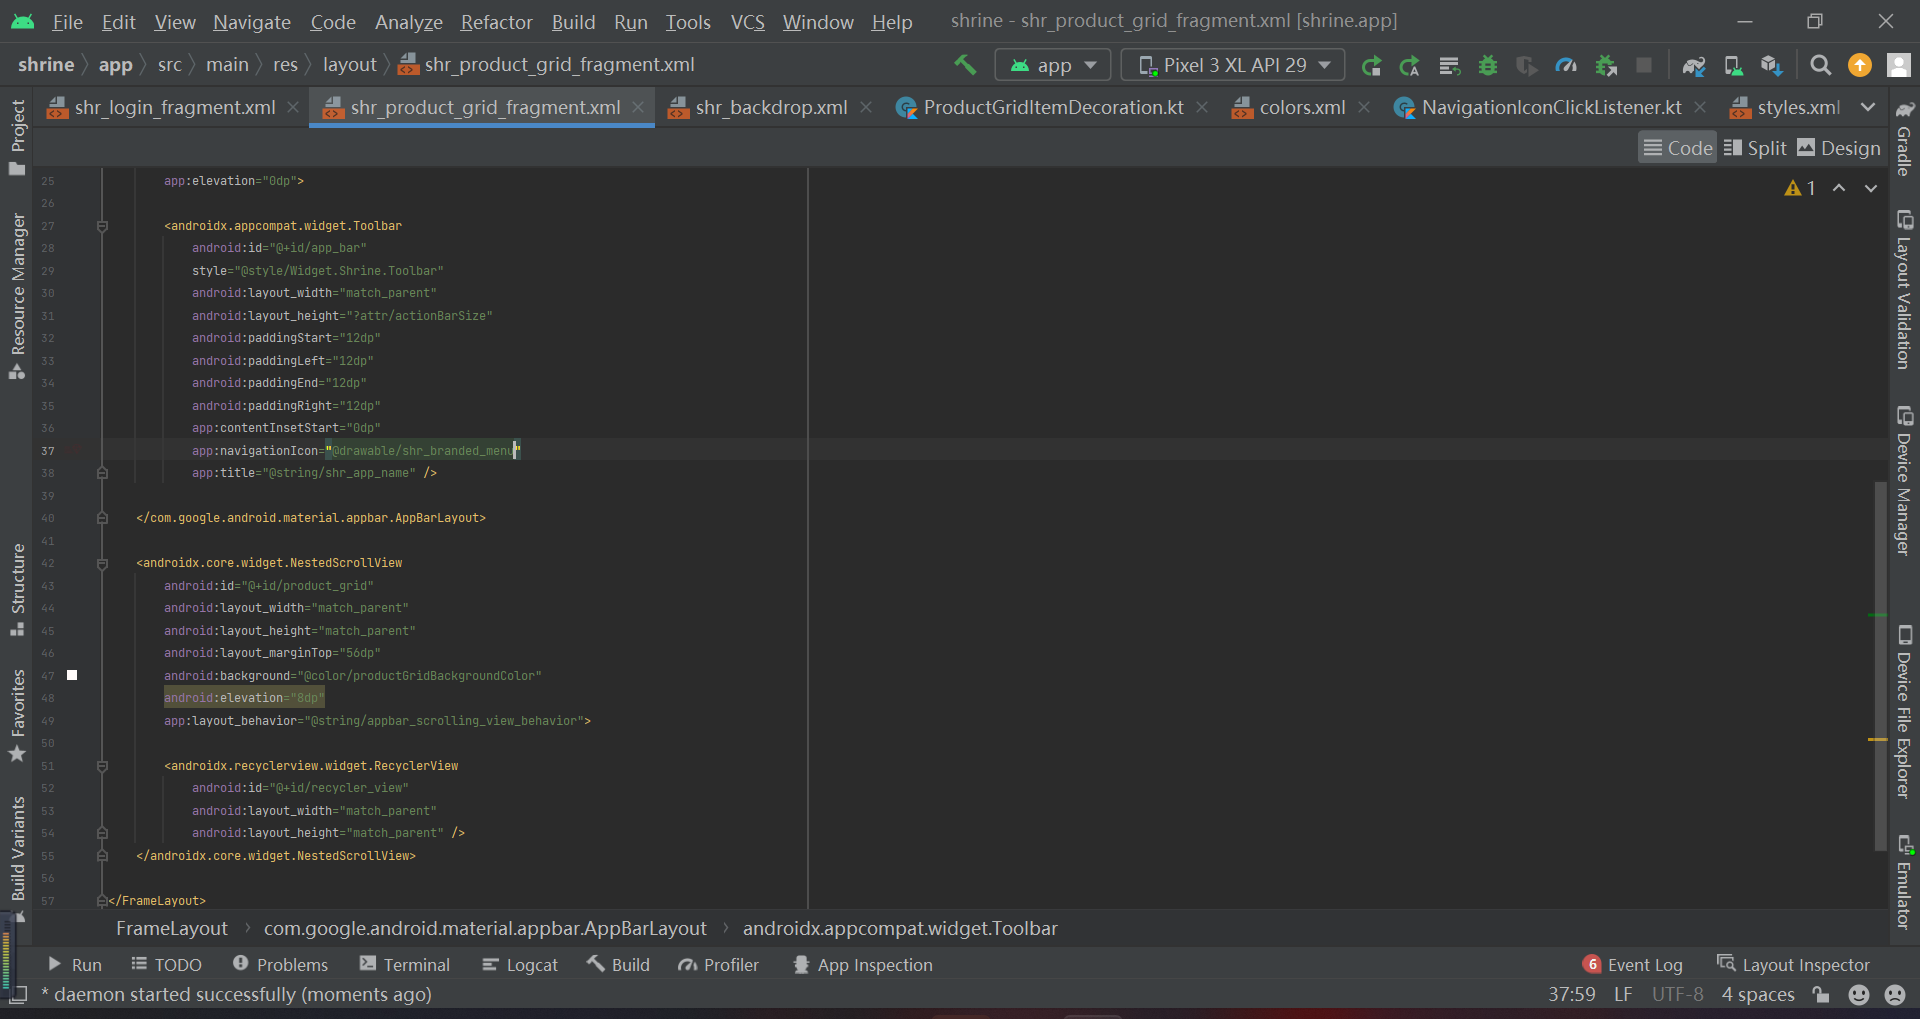 File Edit View Navigate Code Analyze Refactor Build Run Tools VCS Window Help shrine - shr_product_grid_fragment.xml [shrine.app]
shrine app src main res layout shr_product_grid_fragment.xml app Pixel 3 XL API 29
shr_login_fragment.xml shr_product_grid_fragment.xml shr_backdrop.xml ProductGridItemDecoration.kt colors.xml NavigationIconClickListener.kt styles.xml
Code Split Design
1
Project
Resource Manager
Structure
Favorites
Build Variants
25 app:elevation="0dp">
26
27 <androidx.appcompat.widget.Toolbar
28 android:id="@+id/app_bar"
29 style="@style/Widget.Shrine.Toolbar"
30 android:layout_width="match_parent"
31 android:layout_height="?attr/actionBarSize"
32 android:paddingStart="12dp"
33 android:paddingLeft="12dp"
34 android:paddingEnd="12dp"
35 android:paddingRight="12dp"
36 app:contentInsetStart="0dp"
37 app:navigationIcon="@drawable/shr_branded_menu"
38 app:title="@string/shr_app_name" />
39
40 </com.google.android.material.appbar.AppBarLayout>
41
42 <androidx.core.widget.NestedScrollView
43 android:id="@+id/product_grid"
44 android:layout_width="match_parent"
45 android:layout_height="match_parent"
46 android:layout_marginTop="56dp"
47 android:background="@color/productGridBackgroundColor"
48 android:elevation="8dp"
49 app:layout_behavior="@string/appbar_scrolling_view_behavior">
50
51 <androidx.recyclerview.widget.RecyclerView
52 android:id="@+id/recycler_view"
53 android:layout_width="match_parent"
54 android:layout_height="match_parent" />
55 </androidx.core.widget.NestedScrollView>
56
57 </FrameLayout>
Gradle
Layout Validation
Device Manager
Device File Explorer
Emulator
FrameLayout com.google.android.material.appbar.AppBarLayout androidx.appcompat.widget.Toolbar
Run TODO Problems Terminal Logcat Build Profiler App Inspection 6 Event Log Layout Inspector
* daemon started successfully (moments ago) 37:59 LF UTF-8 4 spaces